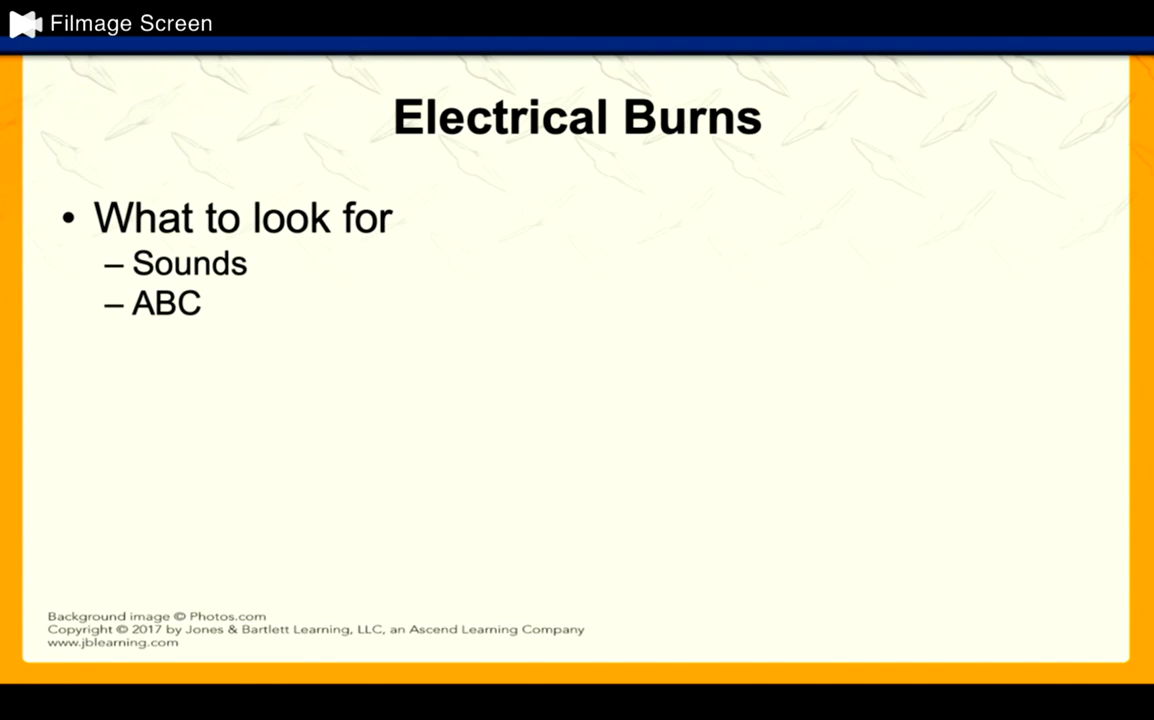 Filmage Screen
Electrical Burns
• What to look for
– Sounds
– ABC
Background image © Photos.com
Copyright © 2017 by Jones & Bartlett Learning, LLC, an Ascend Learning Company
www.jblearning.com